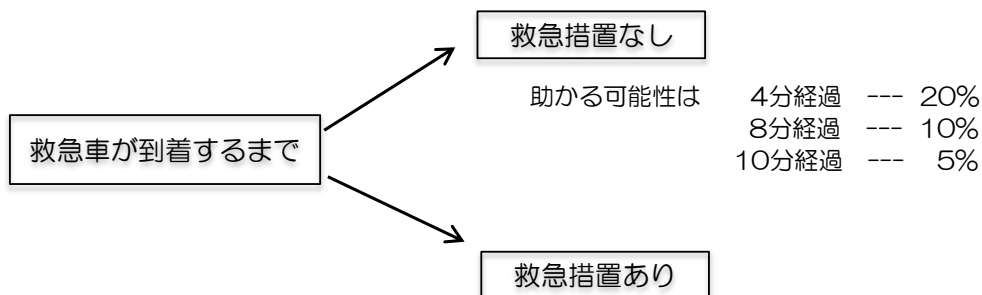 救急措置なし
助かる可能性は 4分経過 --- 20%
8分経過 --- 10%
10分経過 --- 5%
救急車が到着するまで
救急措置あり